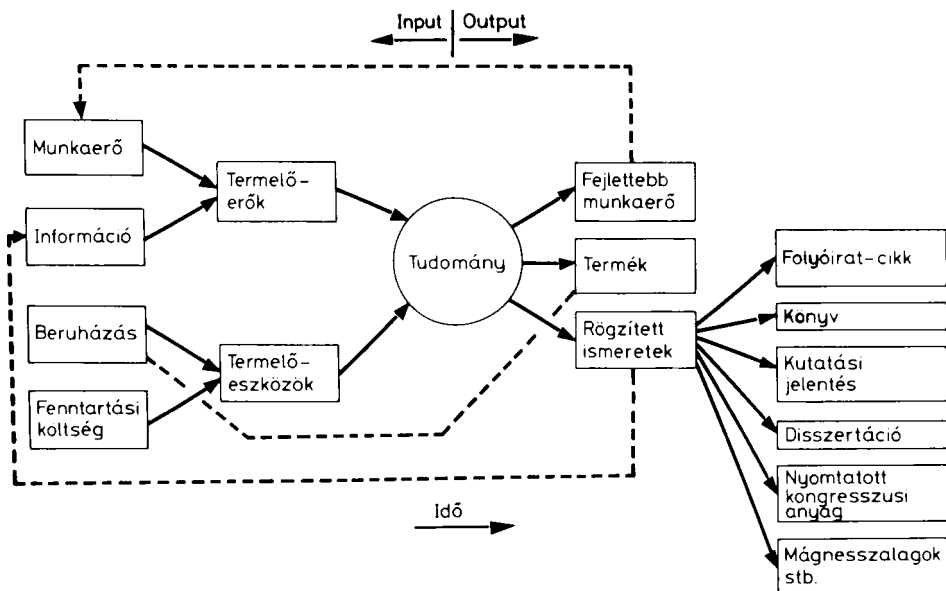 Input | Output
Munkaerő
Információ
Beruházás
Fenntartási
költség
Termelő-
erők
Termelő-
eszközök
Tudomány
Fejlettebb
munkaerő
Termék
Rögzített
ismeretek
Folyóirat-cikk
Könyv
Kutatási
jelentés
Disszertáció
Nyomtatott
kongresszusi
anyag
Mágnesszalagok
stb.
Idő